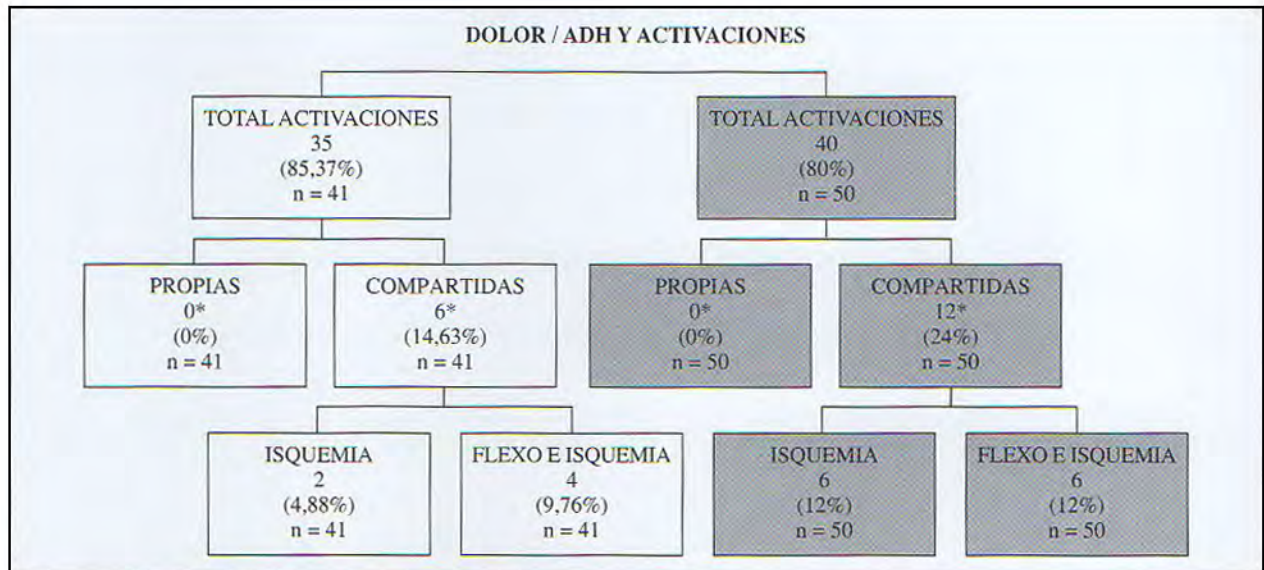 DOLOR / ADH Y ACTIVACIONES
TOTAL ACTIVACIONES
35
(85,37%)
n = 41
TOTAL ACTIVACIONES
40
(80%)
n = 50
PROPIAS
0*
(0%)
n = 41
COMPARTIDAS
6*
(14,63%)
n = 41
PROPIAS
0*
(0%)
n = 50
COMPARTIDAS
12*
(24%)
n = 50
ISQUEMIA
2
(4,88%)
n = 41
FLEXO E ISQUEMIA
4
(9,76%)
n = 41
ISQUEMIA
6
(12%)
n = 50
FLEXO E ISQUEMIA
6
(12%)
n = 50